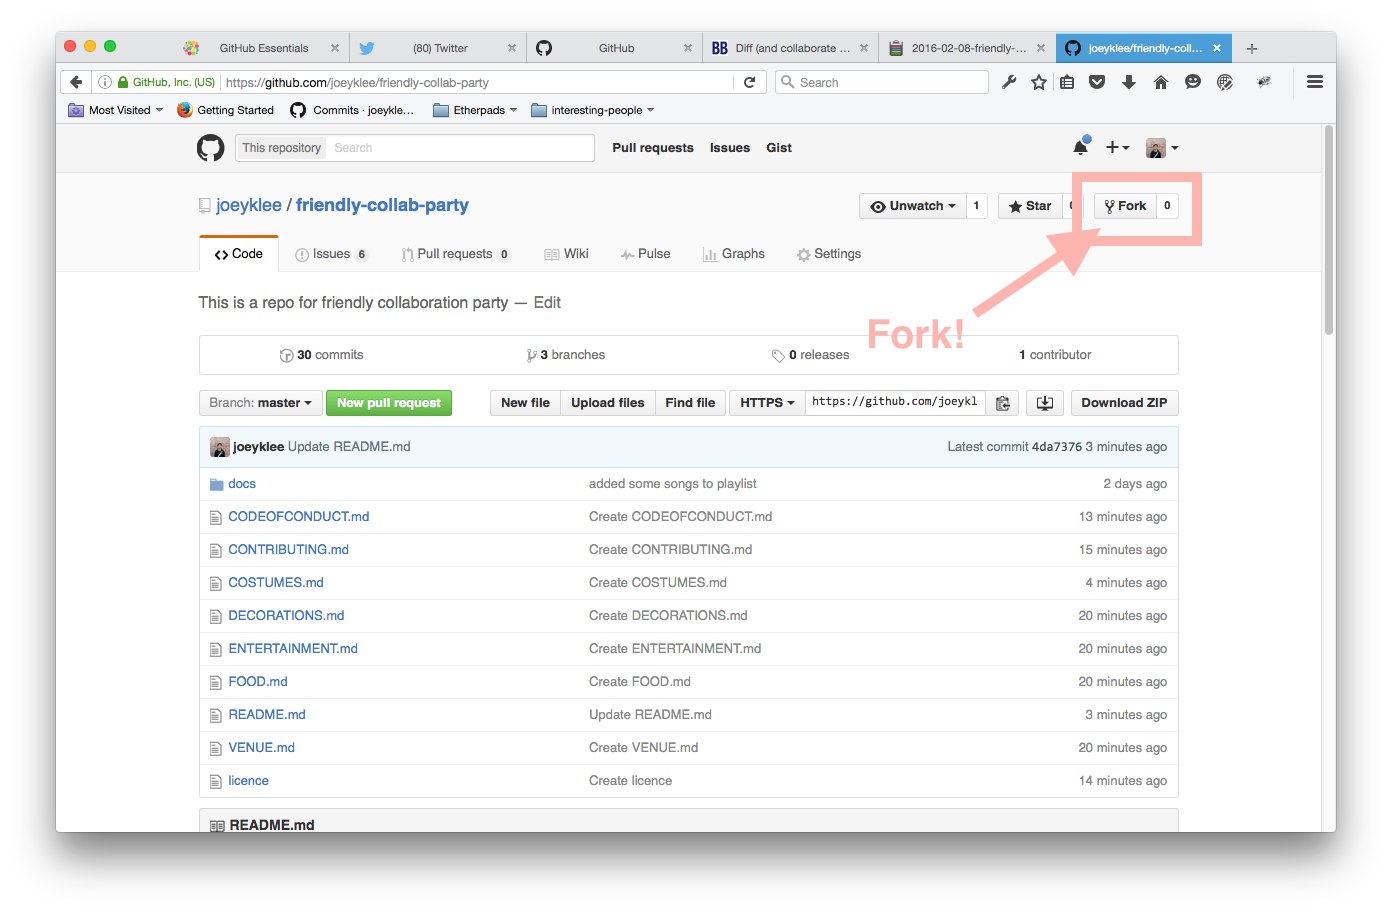 GitHub Essentials
(80) Twitter
GitHub
BB Diff (and collaborate ...
2016-02-08-friendly-...
joeyklee/friendly-coll...
GitHub, Inc. (US) https://github.com/joeyklee/friendly-collab-party
Search
Most Visited Getting Started Commits · joeykle... Etherpads interesting-people
This repository Search Pull requests Issues Gist
joeyklee / friendly-collab-party
Unwatch 1 Star Fork 0
Code Issues 6 Pull requests 0 Wiki Pulse Graphs Settings
This is a repo for friendly collaboration party — Edit
Fork!
30 commits 3 branches 0 releases 1 contributor
Branch: master New pull request New file Upload files Find file HTTPS https://github.com/joeykl Download ZIP
joeyklee Update README.md Latest commit 4da7376 3 minutes ago
docs added some songs to playlist 2 days ago
CODEOFCONDUCT.md Create CODEOFCONDUCT.md 13 minutes ago
CONTRIBUTING.md Create CONTRIBUTING.md 15 minutes ago
COSTUMES.md Create COSTUMES.md 4 minutes ago
DECORATIONS.md Create DECORATIONS.md 20 minutes ago
ENTERTAINMENT.md Create ENTERTAINMENT.md 20 minutes ago
FOOD.md Create FOOD.md 20 minutes ago
README.md Update README.md 3 minutes ago
VENUE.md Create VENUE.md 20 minutes ago
licence Create licence 14 minutes ago
README.md